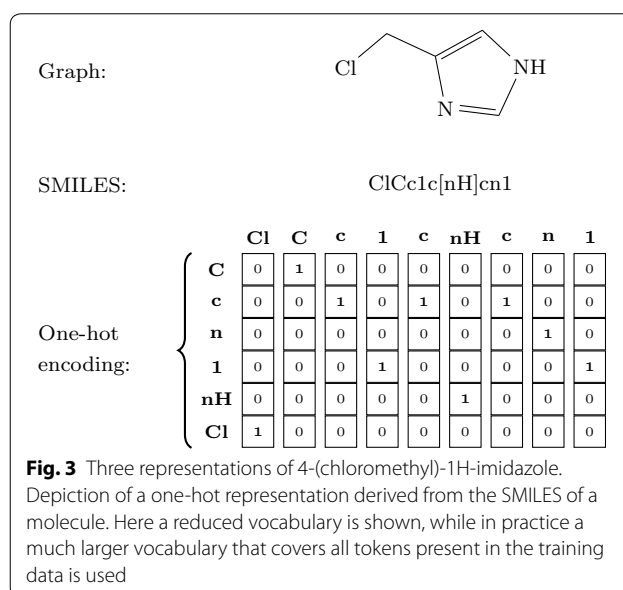 Graph:
Cl
NH
N
SMILES:
ClCc1c[nH]cn1
Cl C c 1 c nH c n 1
C 0 1 0 0 0 0 0 0 0
c 0 0 1 0 1 0 1 0 0
One-hot
n 0 0 0 0 0 0 0 1 0
encoding:
1 0 0 0 1 0 0 0 0 1
nH 0 0 0 0 0 1 0 0 0
Cl 1 0 0 0 0 0 0 0 0
Fig. 3 Three representations of 4-(chloromethyl)-1H-imidazole.
Depiction of a one-hot representation derived from the SMILES of a
molecule. Here a reduced vocabulary is shown, while in practice a
much larger vocabulary that covers all tokens present in the training
data is used